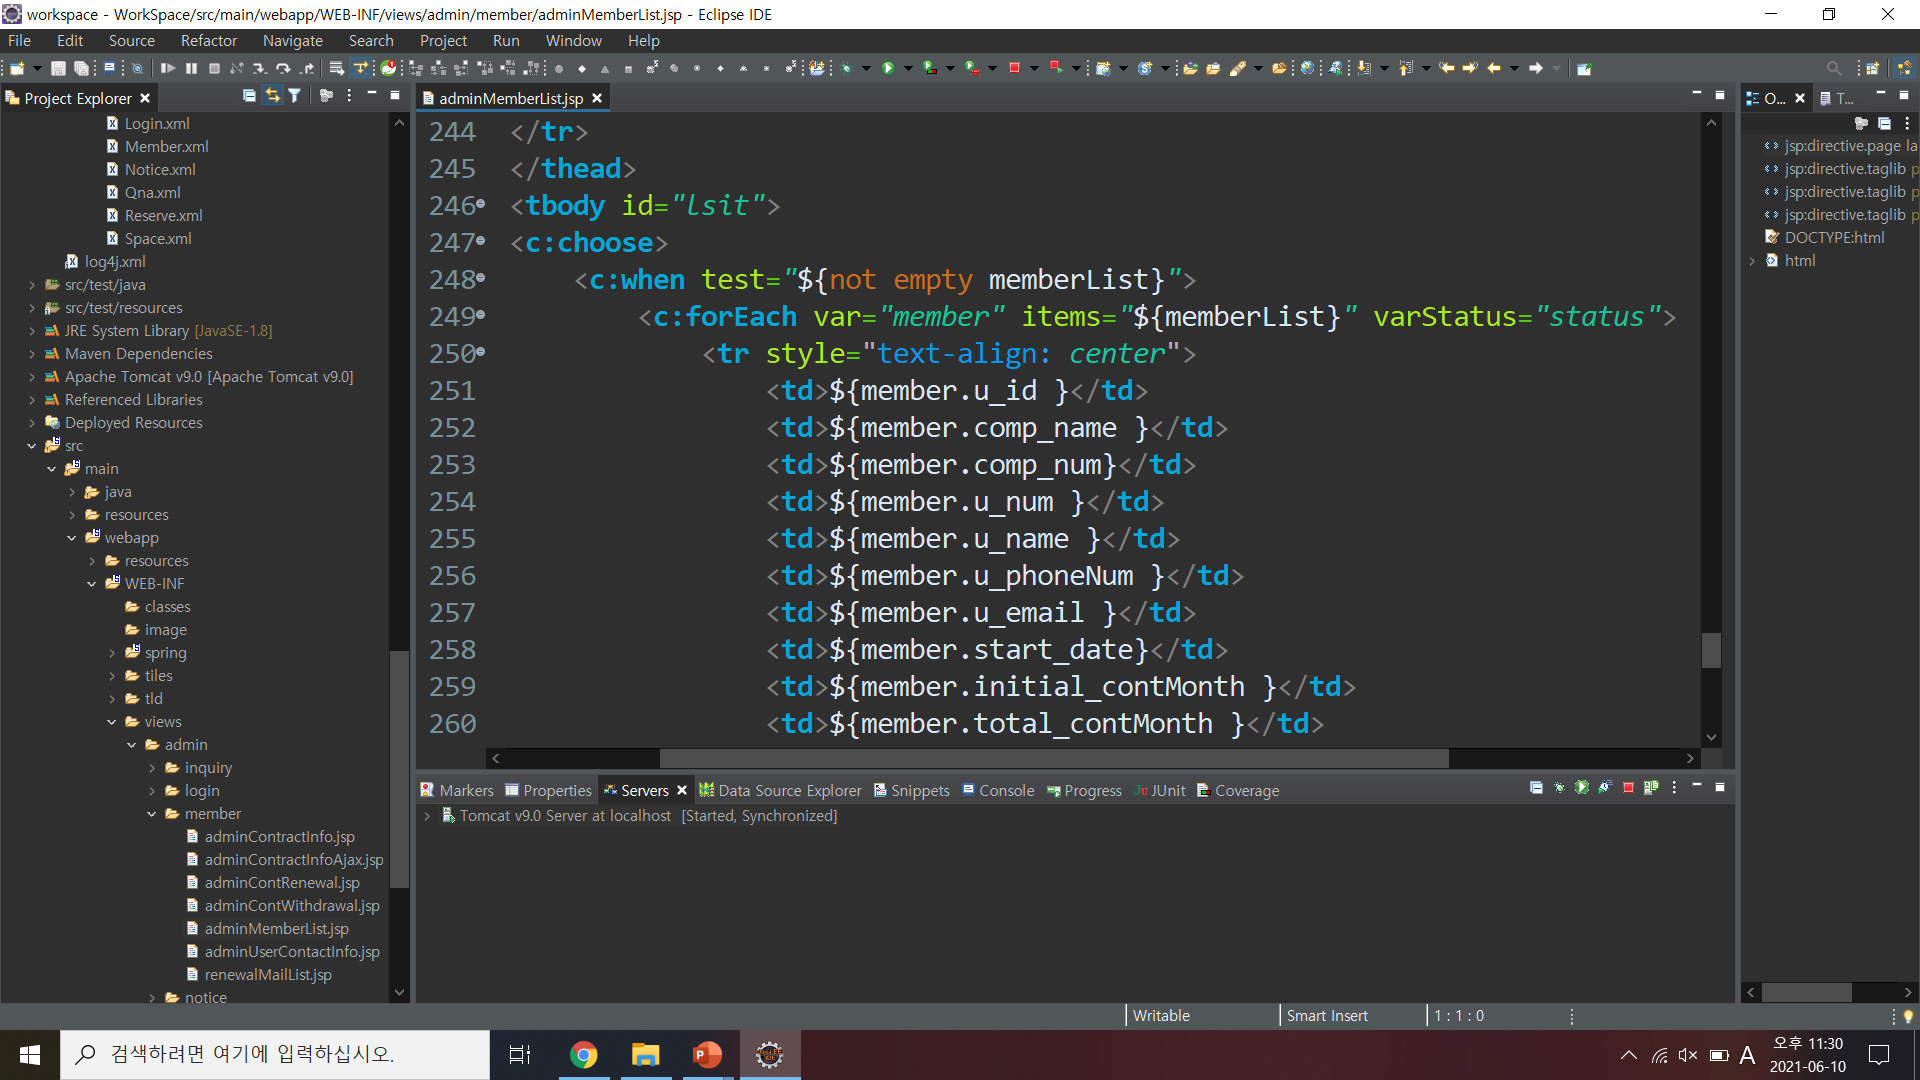 workspace - WorkSpace/src/main/webapp/WEB-INF/views/admin/member/adminMemberList.jsp - Eclipse IDE
File Edit Source Refactor Navigate Search Project Run Window Help
Project Explorer
Login.xml
Member.xml
Notice.xml
Qna.xml
Reserve.xml
Space.xml
log4j.xml
src/test/java
src/test/resources
JRE System Library [JavaSE-1.8]
Maven Dependencies
Apache Tomcat v9.0 [Apache Tomcat v9.0]
Referenced Libraries
Deployed Resources
src
main
java
resources
webapp
resources
WEB-INF
classes
image
spring
tiles
tld
views
admin
inquiry
login
member
adminContractInfo.jsp
adminContractInfoAjax.jsp
adminContRenewal.jsp
adminContWithdrawal.jsp
adminMemberList.jsp
adminUserContactInfo.jsp
renewalMailList.jsp
notice
adminMemberList.jsp
244 </tr>
245 </thead>
246 <tbody id="lsit">
247 <c:choose>
248 <c:when test="${not empty memberList}">
249 <c:forEach var="member" items="${memberList}" varStatus="status">
250 <tr style="text-align: center">
251 <td>${member.u_id }</td>
252 <td>${member.comp_name }</td>
253 <td>${member.comp_num}</td>
254 <td>${member.u_num }</td>
255 <td>${member.u_name }</td>
256 <td>${member.u_phoneNum }</td>
257 <td>${member.u_email }</td>
258 <td>${member.start_date}</td>
259 <td>${member.initial_contMonth }</td>
260 <td>${member.total_contMonth }</td>
Markers Properties Servers Data Source Explorer Snippets Console Progress JUnit Coverage
Tomcat v9.0 Server at localhost [Started, Synchronized]
O... T...
jsp:directive.page la
jsp:directive.taglib p
jsp:directive.taglib p
jsp:directive.taglib p
DOCTYPE:html
html
Writable Smart Insert 1 : 1 : 0
검색하려면 여기에 입력하십시오.
A
오후 11:30
2021-06-10